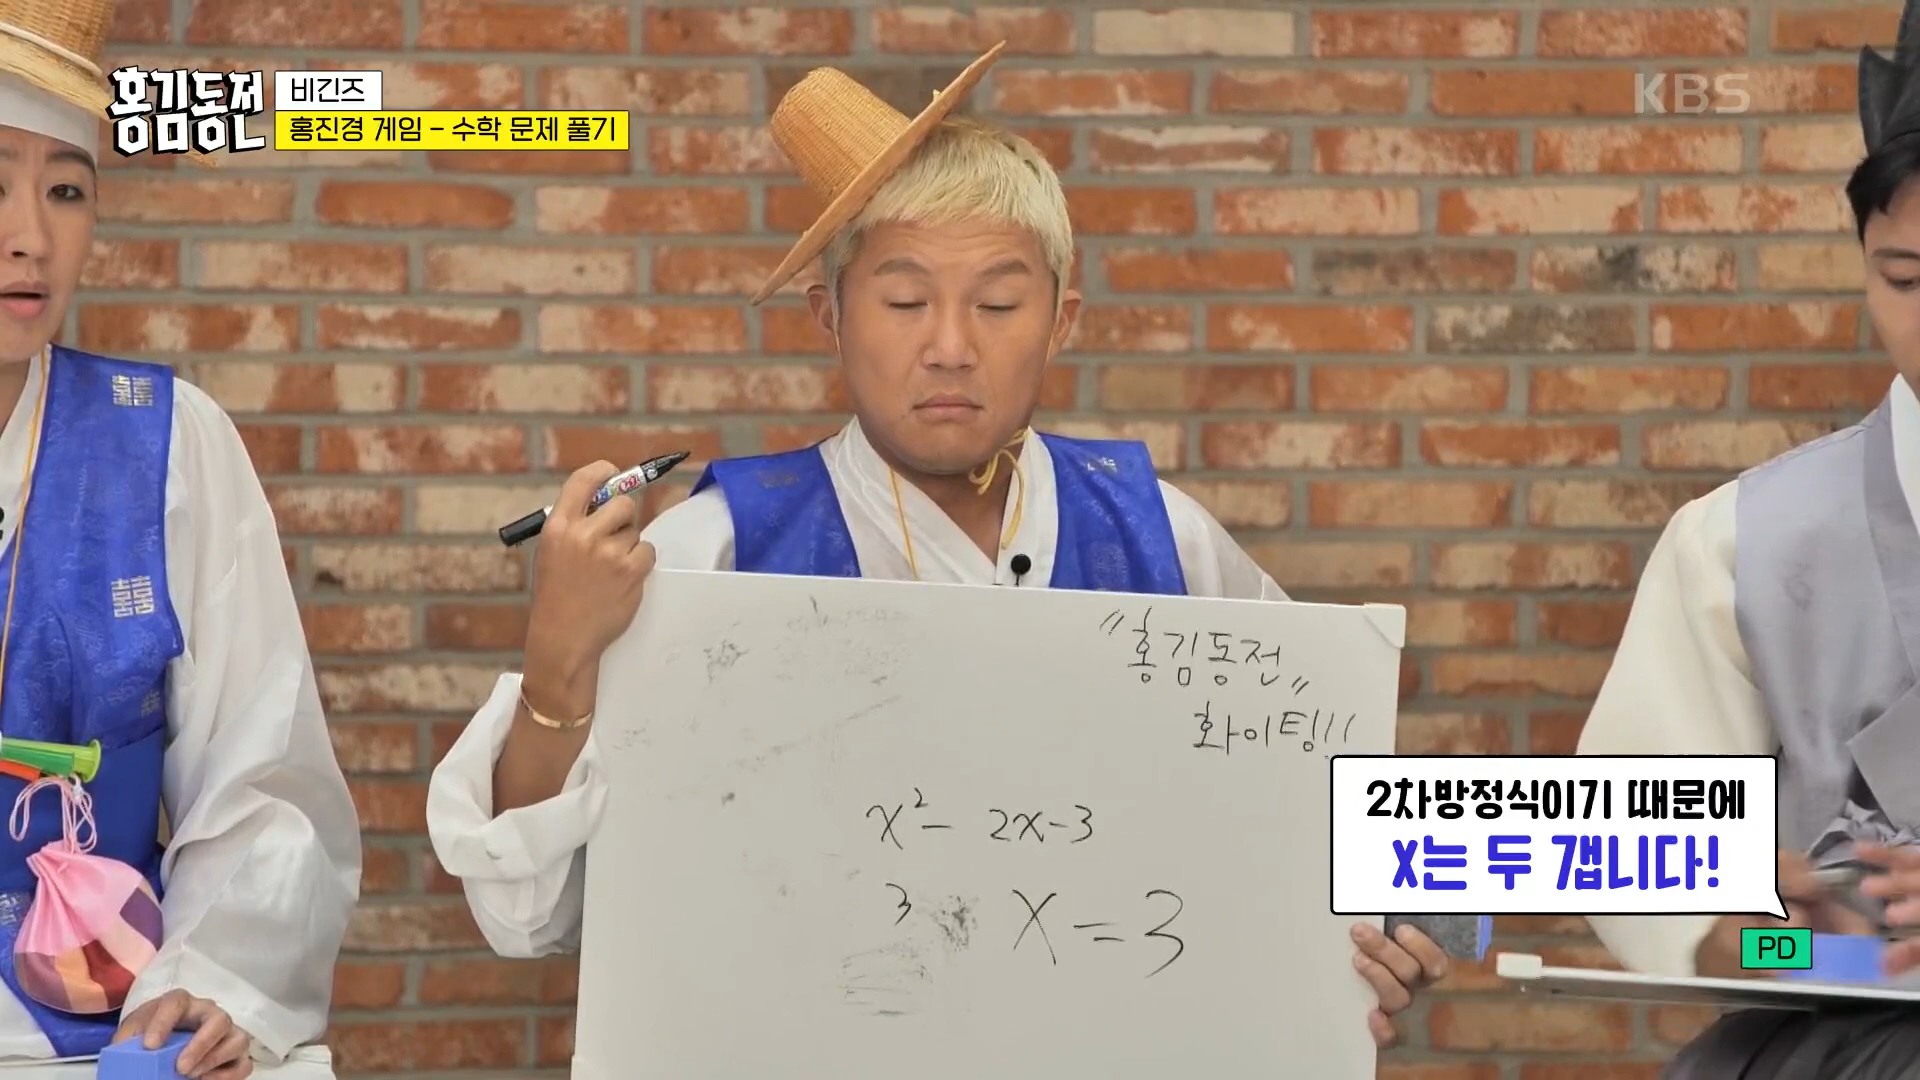 홍김동전
비긴즈
홍진경 게임 - 수학 문제 풀기
KBS
"홍김동전"
화이팅!!
x² - 2x-3
3 x=3
2차방정식이기 때문에
x는 두 갭니다!
PD